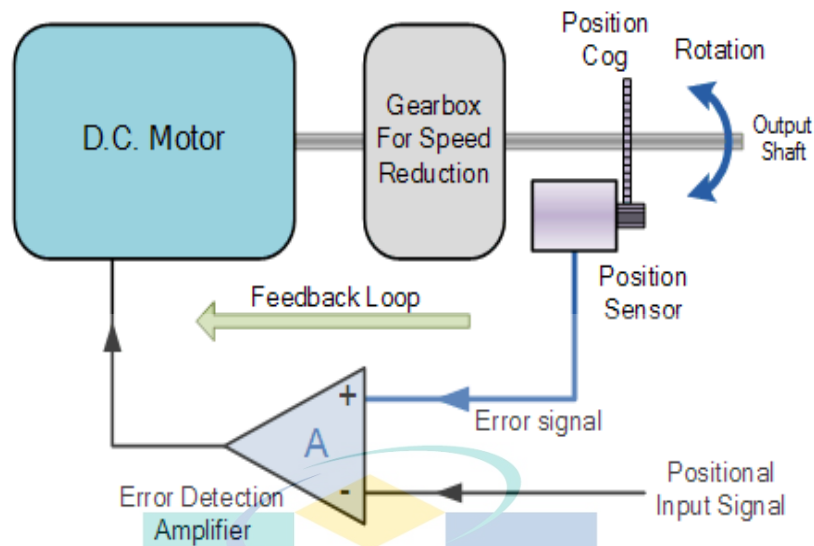 Position
Cog
Rotation
D.C. Motor
Gearbox
For Speed
Reduction
Output
Shaft
Feedback Loop
Position
Sensor
+
Error signal
A
-
Positional
Input Signal
Error Detection
Amplifier